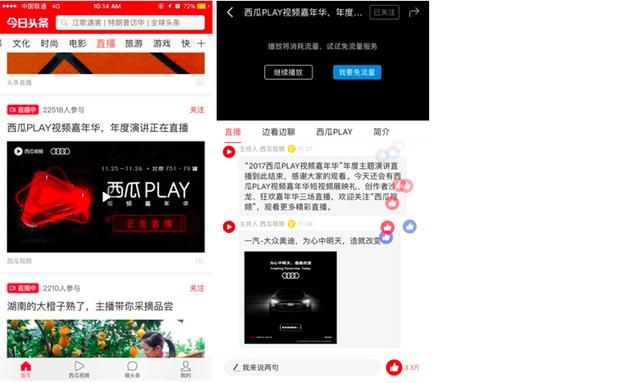 中国联通 4G 10:14 AM 72%
今日头条
江歌遇害 | 特朗普访华 | 全球头条
文化 时尚 电影 直播 旅游 游戏 快 +
头条直播
直播中 22518人参与 关注
西瓜PLAY视频嘉年华，年度演讲正在直播
西瓜视频
11.25 – 11.26 · 北京 751 · 79罐
西瓜PLAY
视频嘉年华
正在直播
西瓜视频
直播中 2210人参与 关注
湖南的大橙子熟了，主播带你采摘品尝
首页 西瓜视频 微头条 我的
西瓜PLAY视频嘉年华，年度... 已关注
播放将消耗流量，试试免流量服务
继续播放 我要免流量
直播 边看边聊 西瓜PLAY 简介
主持人 西瓜视频 11:37
“2017西瓜PLAY视频嘉年华”年度主题演讲直
播到此结束，感谢大家的观看。今天还会有西
瓜PLAY视频嘉年华短视频展映礼、创作者沙
龙、狂欢嘉年华三场直播，欢迎关注“西瓜视
频”，观看更多精彩直播。
主持人 西瓜视频 11:08
一汽-大众奥迪，为心中明天，造就改变
为心中明天，造就改变
Creating tomorrow. Today
我来说两句 3.3万